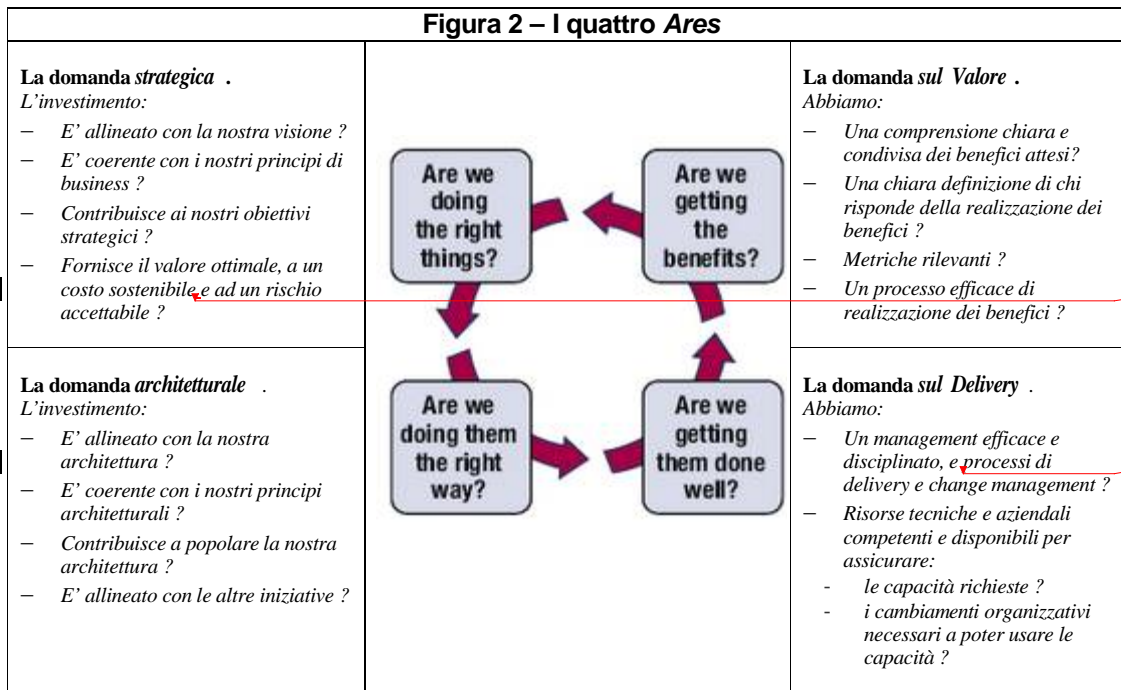 Figura 2 – I quattro Ares
La domanda strategica .
L'investimento:
– E' allineato con la nostra visione ?
– E' coerente con i nostri principi di
business ?
– Contribuisce ai nostri obiettivi
strategici ?
– Fornisce il valore ottimale, a un
costo sostenibile e ad un rischio
accettabile ?
Are we
doing
the right
things?
Are we
getting
the
benefits?
La domanda sul Valore .
Abbiamo:
– Una comprensione chiara e
condivisa dei benefici attesi?
– Una chiara definizione di chi
risponde della realizzazione dei
benefici ?
– Metriche rilevanti ?
– Un processo efficace di
realizzazione dei benefici ?
La domanda architetturale .
L'investimento:
– E' allineato con la nostra
architettura ?
– E' coerente con i nostri principi
architetturali ?
– Contribuisce a popolare la nostra
architettura ?
– E' allineato con le altre iniziative ?
Are we
doing them
the right
way?
Are we
getting
them done
well?
La domanda sul Delivery .
Abbiamo:
– Un management efficace e
disciplinato, e processi di
delivery e change management ?
– Risorse tecniche e aziendali
competenti e disponibili per
assicurare:
- le capacità richieste ?
- i cambiamenti organizzativi
necessari a poter usare le
capacità ?